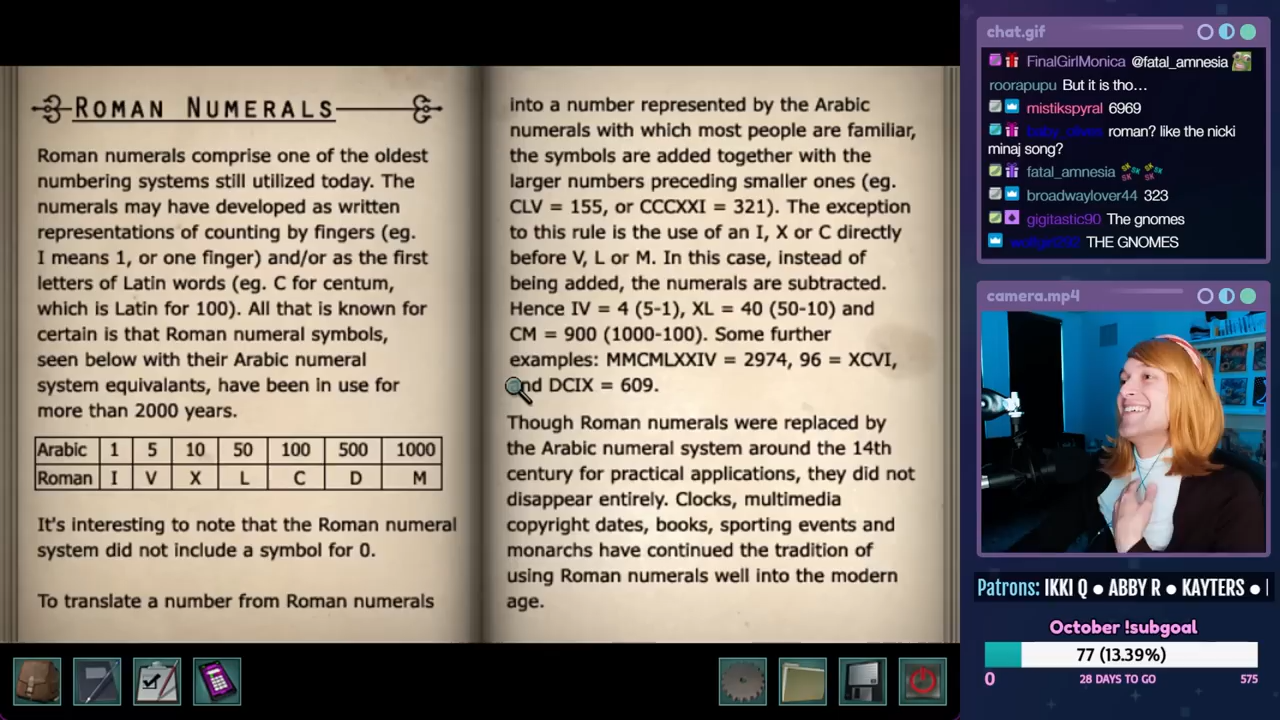 ROMAN NUMERALS
Roman numerals comprise one of the oldest
numbering systems still utilized today. The
numerals may have developed as written
representations of counting by fingers (eg.
I means 1, or one finger) and/or as the first
letters of Latin words (eg. C for centum,
which is Latin for 100). All that is known for
certain is that Roman numeral symbols,
seen below with their Arabic numeral
system equivalants, have been in use for
more than 2000 years.
Arabic 1 5 10 50 100 500 1000
Roman I V X L C D M
It's interesting to note that the Roman numeral
system did not include a symbol for 0.
To translate a number from Roman numerals
into a number represented by the Arabic
numerals with which most people are familiar,
the symbols are added together with the
larger numbers preceding smaller ones (eg.
CLV = 155, or CCCXXI = 321). The exception
to this rule is the use of an I, X or C directly
before V, L or M. In this case, instead of
being added, the numerals are subtracted.
Hence IV = 4 (5-1), XL = 40 (50-10) and
CM = 900 (1000-100). Some further
examples: MMCMLXXIV = 2974, 96 = XCVI,
and DCIX = 609.
Though Roman numerals were replaced by
the Arabic numeral system around the 14th
century for practical applications, they did not
disappear entirely. Clocks, multimedia
copyright dates, books, sporting events and
monarchs have continued the tradition of
using Roman numerals well into the modern
age.
chat.gif
FinalGirlMonica @fatal_amnesia
roorapupu But it is tho...
mistikspyral 6969
roman? like the nicki
minaj song?
fatal_amnesia
broadwaylover44 323
gigitastic90 The gnomes
THE GNOMES
camera.mp4
Patrons: IKKI Q ● ABBY R ● KAYTERS ●
October !subgoal
77 (13.39%)
0 28 DAYS TO GO 575